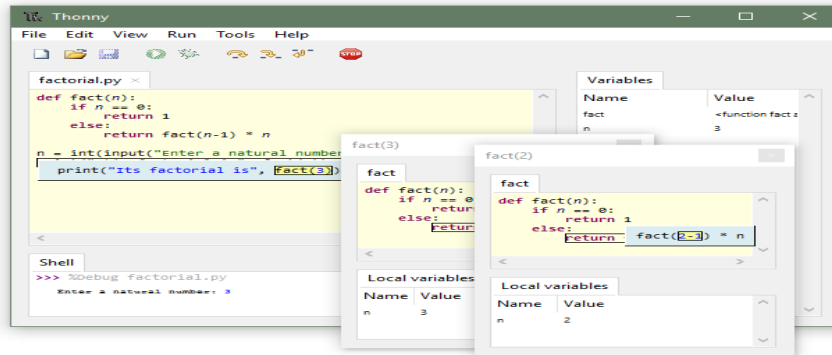 Thonny
File Edit View Run Tools Help
STOP
factorial.py ×
def fact(n):
if n == 0:
return 1
else:
return fact(n-1) * n
n = int(input("Enter a natural number
print("Its factorial is", fact(3))
Shell
>>> %Debug factorial.py
Enter a natural number: 3
Variables
Name Value
fact <function fact a
n 3
fact(3)
fact
def fact(n):
if n == 0
retur
else:
retur
Local variables
Name Value
n 3
fact(2)
fact
def fact(n):
if n == 0:
return 1
else:
return fact(2-1) * n
Local variables
Name Value
n 2